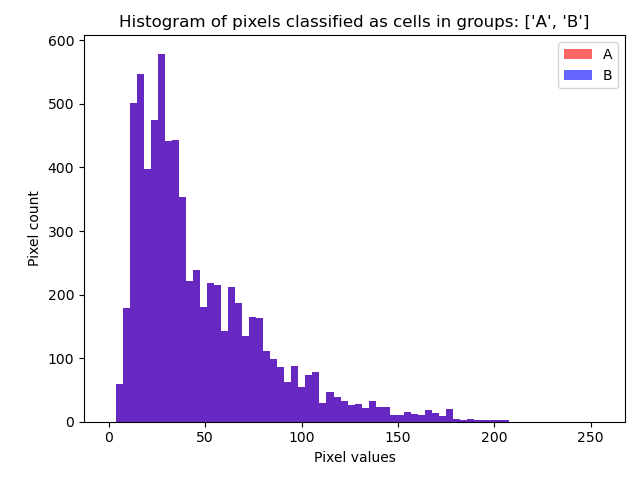 Histogram of pixels classified as cells in groups: ['A', 'B']
A
B
600
500
400
300
200
100
0
Pixel count
0 50 100 150 200 250
Pixel values